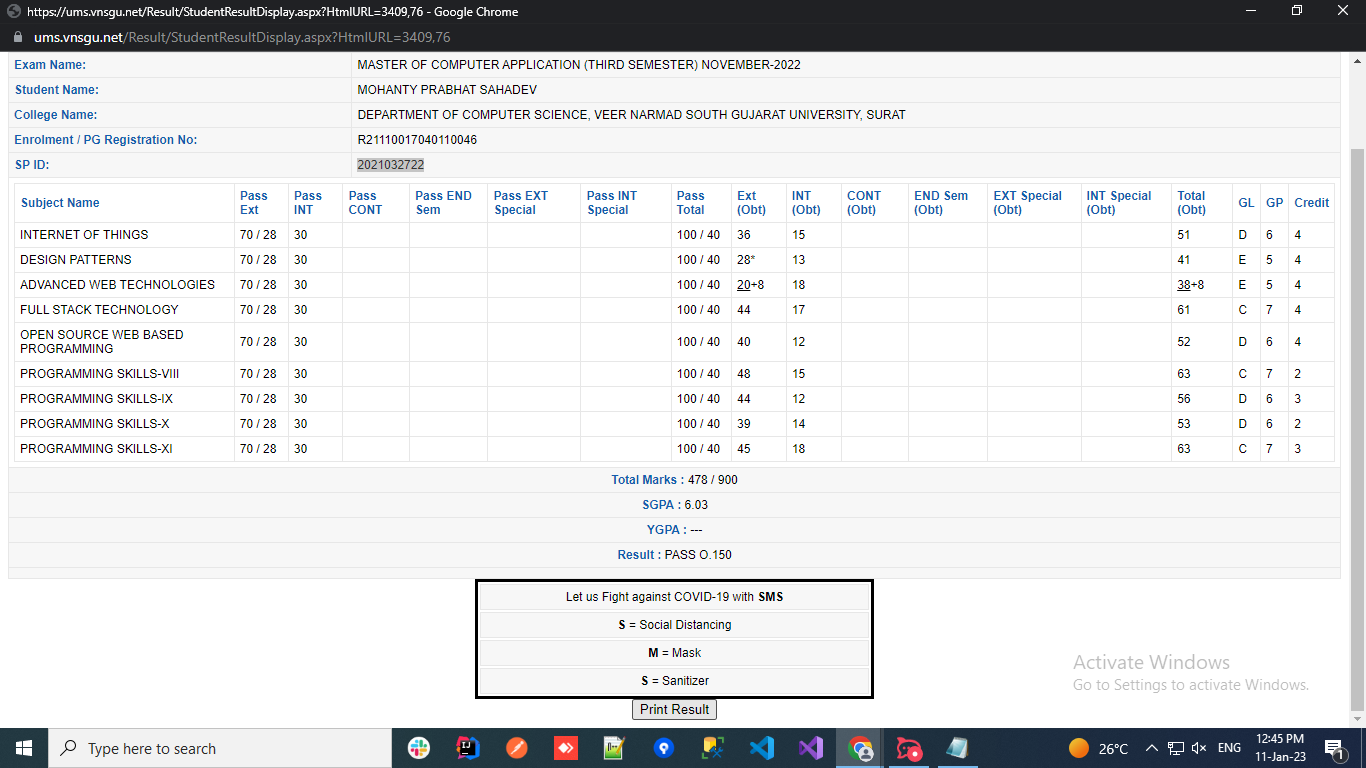 https://ums.vnsgu.net/Result/StudentResultDisplay.aspx?HtmlURL=3409,76 - Google Chrome
ums.vnsgu.net/Result/StudentResultDisplay.aspx?HtmlURL=3409,76
Exam Name: MASTER OF COMPUTER APPLICATION (THIRD SEMESTER) NOVEMBER-2022
Student Name: MOHANTY PRABHAT SAHADEV
College Name: DEPARTMENT OF COMPUTER SCIENCE, VEER NARMAD SOUTH GUJARAT UNIVERSITY, SURAT
Enrolment / PG Registration No: R21110017040110046
SP ID: 2021032722
Subject Name Pass Ext Pass INT Pass CONT Pass END Sem Pass EXT Special Pass INT Special Pass Total Ext (Obt) INT (Obt) CONT (Obt) END Sem (Obt) EXT Special (Obt) INT Special (Obt) Total (Obt) GL GP Credit
INTERNET OF THINGS 70 / 28 30 100 / 40 36 15 51 D 6 4
DESIGN PATTERNS 70 / 28 30 100 / 40 28* 13 41 E 5 4
ADVANCED WEB TECHNOLOGIES 70 / 28 30 100 / 40 20+8 18 38+8 E 5 4
FULL STACK TECHNOLOGY 70 / 28 30 100 / 40 44 17 61 C 7 4
OPEN SOURCE WEB BASED PROGRAMMING 70 / 28 30 100 / 40 40 12 52 D 6 4
PROGRAMMING SKILLS-VIII 70 / 28 30 100 / 40 48 15 63 C 7 2
PROGRAMMING SKILLS-IX 70 / 28 30 100 / 40 44 12 56 D 6 3
PROGRAMMING SKILLS-X 70 / 28 30 100 / 40 39 14 53 D 6 2
PROGRAMMING SKILLS-XI 70 / 28 30 100 / 40 45 18 63 C 7 3
Total Marks : 478 / 900
SGPA : 6.03
YGPA : ---
Result : PASS O.150
Let us Fight against COVID-19 with SMS
S = Social Distancing
M = Mask
S = Sanitizer
Print Result
Activate Windows
Go to Settings to activate Windows.
Type here to search
26°C
ENG
12:45 PM
11-Jan-23
1